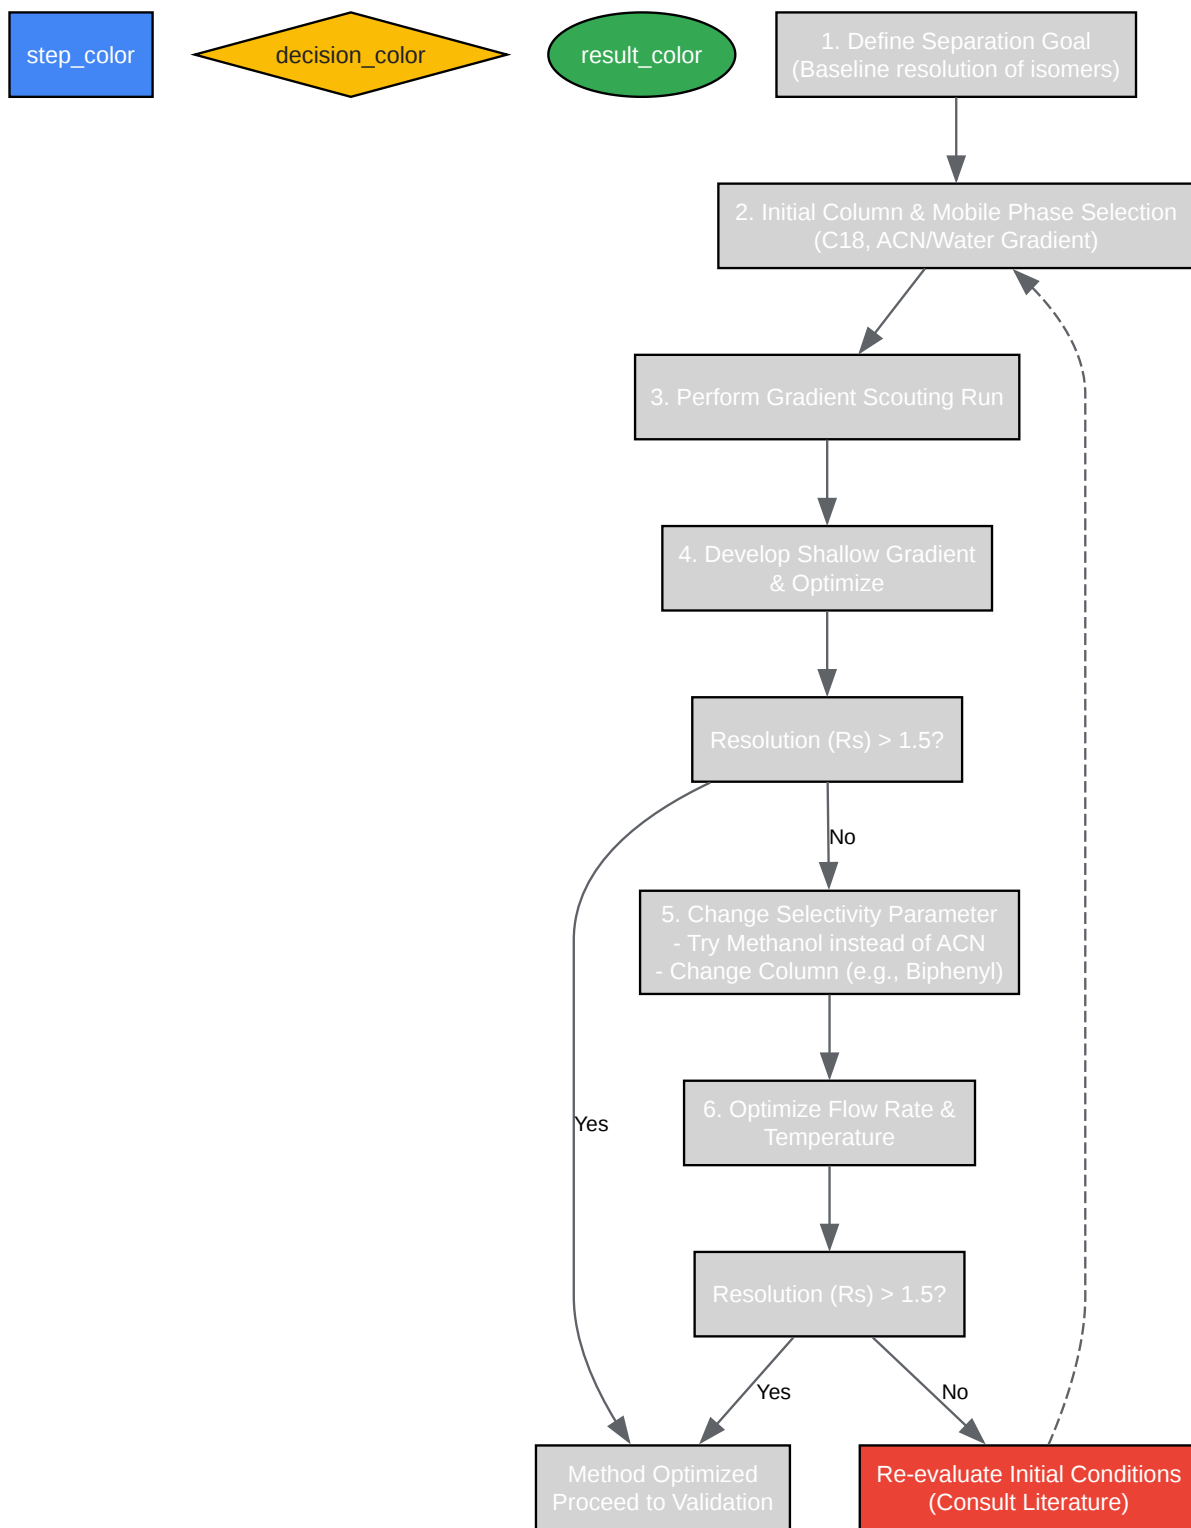 step_color
decision_color
result_color
1. Define Separation Goal
(Baseline resolution of isomers)
2. Initial Column & Mobile Phase Selection
(C18, ACN/Water Gradient)
3. Perform Gradient Scouting Run
4. Develop Shallow Gradient
& Optimize
Resolution (Rs) > 1.5?
No
5. Change Selectivity Parameter
- Try Methanol instead of ACN
- Change Column (e.g., Biphenyl)
Yes
6. Optimize Flow Rate &
Temperature
Resolution (Rs) > 1.5?
Yes
No
Method Optimized
Proceed to Validation
Re-evaluate Initial Conditions
(Consult Literature)